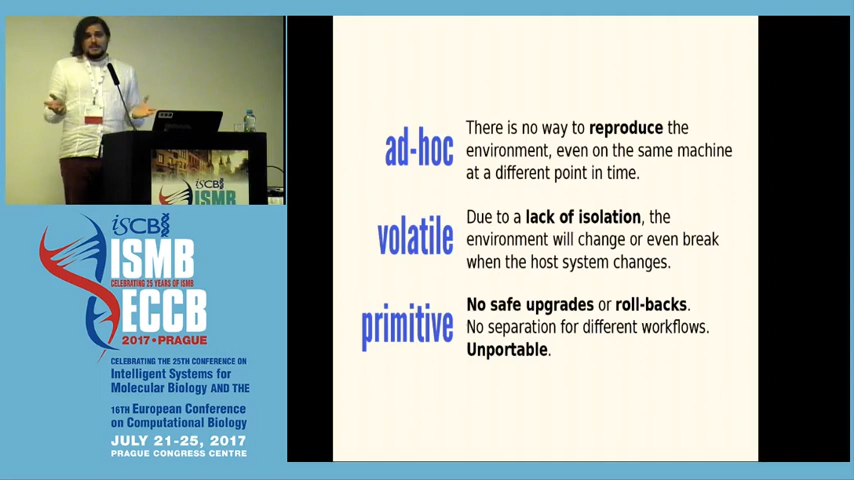 iSCB
ISMB
ad-hoc
There is no way to reproduce the
environment, even on the same machine
at a different point in time.
volatile
Due to a lack of isolation, the
environment will change or even break
when the host system changes.
primitive
No safe upgrades or roll-backs.
No separation for different workflows.
Unportable.
iSCB
ISMB
CELEBRATING 25 YEARS OF ISMB
ECCB
2017 • PRAGUE
CELEBRATING THE 25TH CONFERENCE ON
Intelligent Systems for
Molecular Biology AND THE
16TH European Conference
on Computational Biology
JULY 21-25, 2017
PRAGUE CONGRESS CENTRE